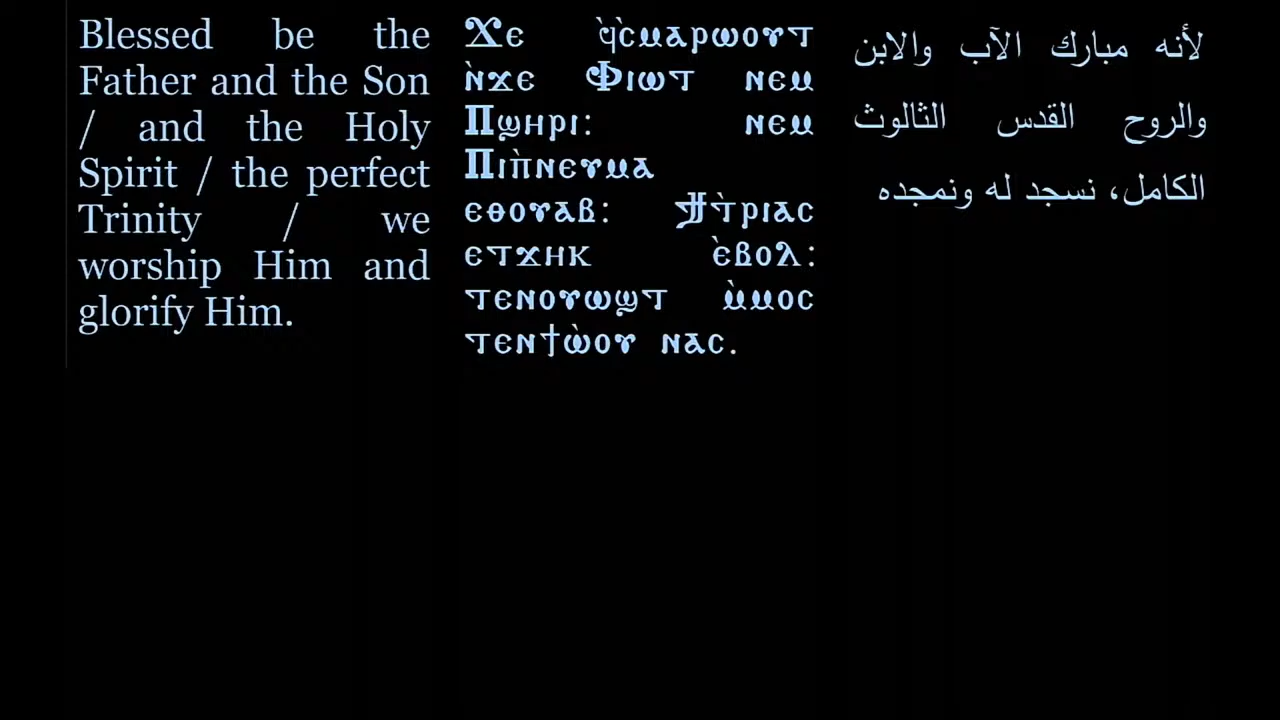 Blessed be the
Father and the Son
/ and the Holy
Spirit / the perfect
Trinity / we
worship Him and
glorify Him.
Ϫⲉ ϥ̀ⲥ̀ⲙⲁⲣⲱⲟⲩⲧ
ⲛ̀ϫⲉ Ⲫⲓⲱⲧ ⲛⲉⲙ
Ⲡϣⲏⲣⲓ: ⲛⲉⲙ
Ⲡⲓⲡ̀ⲛⲉⲩⲙⲁ
ⲉⲑⲟⲩⲁⲃ: Ϯⲧ̀ⲣⲓⲁⲥ
ⲉⲧϫⲏⲕ ⲉ̀ⲃⲟⲗ:
ⲧⲉⲛⲟⲩⲱϣⲧ ⲙ̀ⲙⲟⲥ
ⲧⲉⲛϯⲱ̀ⲟⲩ ⲛⲁⲥ.
لأنه مبارك الآب والابن
والروح القدس الثالوث
الكامل، نسجد له ونمجده